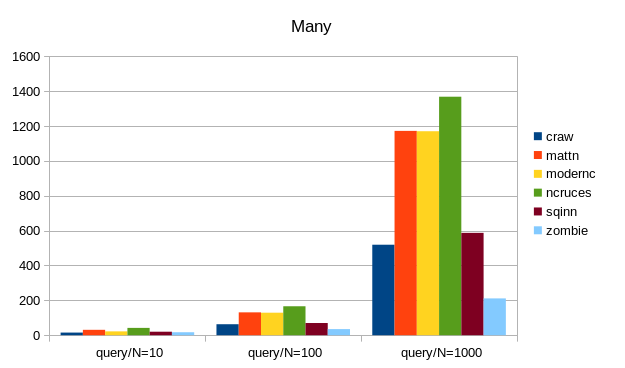 Many
1600
1400
1200
1000
800
600
400
200
0
query/N=10
query/N=100
query/N=1000
craw
mattn
modernc
ncruces
sqinn
zombie